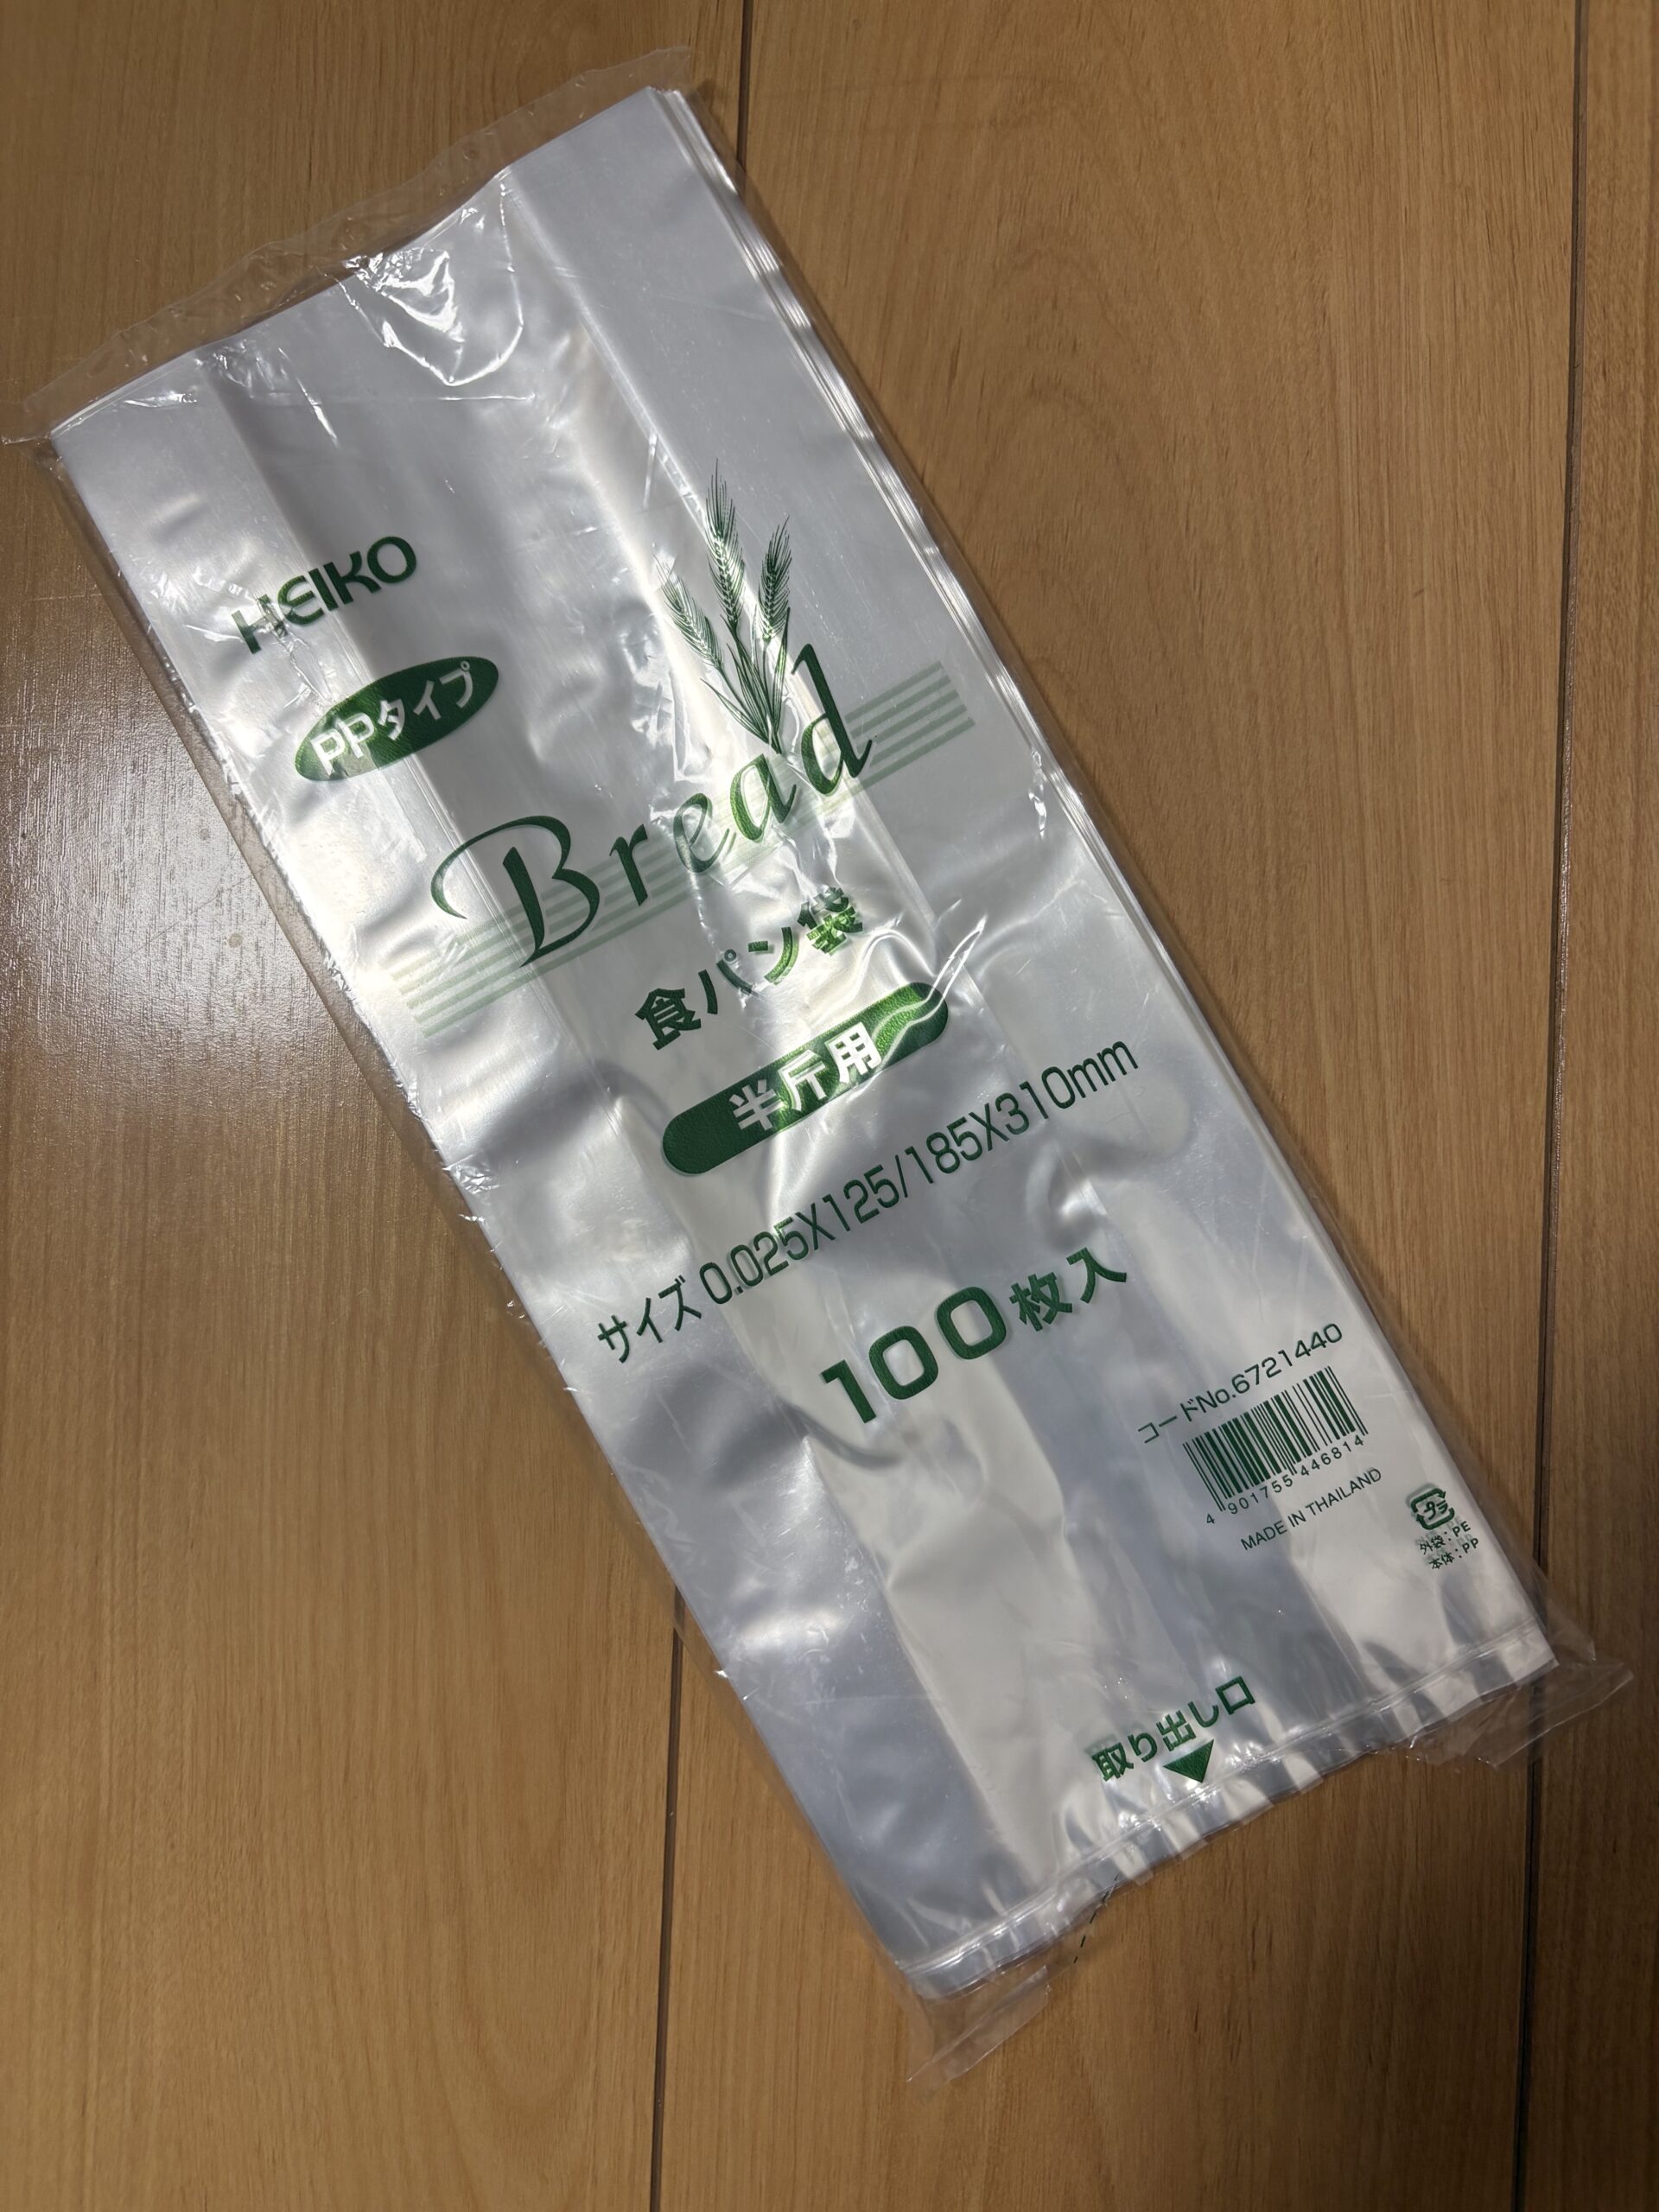 HEIKO
PPタイプ
Bread
食パン袋
半斤用
サイズ 0.025X125/185X310mm
100枚入
コードNo.6721440
4 901755 446814
MADE IN THAILAND
プラ
外袋:PE
本体:PP
取り出し口